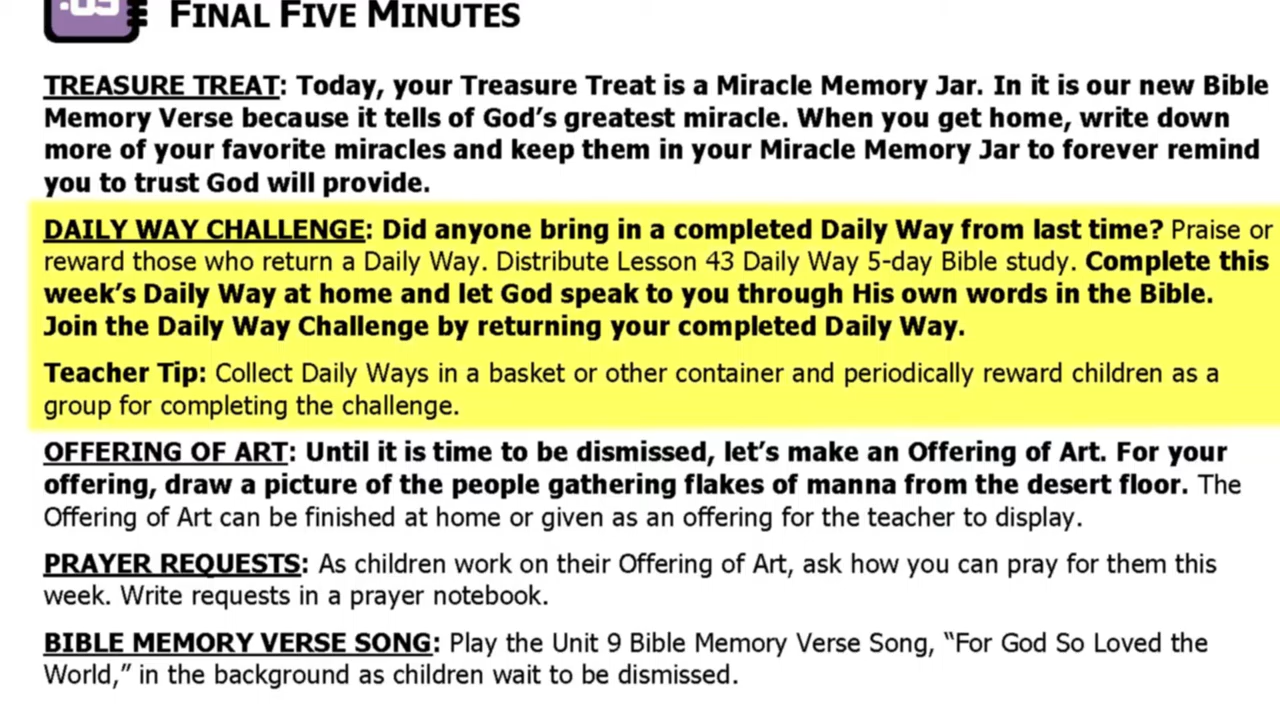 :05
FINAL FIVE MINUTES
TREASURE TREAT: Today, your Treasure Treat is a Miracle Memory Jar. In it is our new Bible
Memory Verse because it tells of God’s greatest miracle. When you get home, write down
more of your favorite miracles and keep them in your Miracle Memory Jar to forever remind
you to trust God will provide.
DAILY WAY CHALLENGE: Did anyone bring in a completed Daily Way from last time? Praise or
reward those who return a Daily Way. Distribute Lesson 43 Daily Way 5-day Bible study. Complete this
week’s Daily Way at home and let God speak to you through His own words in the Bible.
Join the Daily Way Challenge by returning your completed Daily Way.
Teacher Tip: Collect Daily Ways in a basket or other container and periodically reward children as a
group for completing the challenge.
OFFERING OF ART: Until it is time to be dismissed, let’s make an Offering of Art. For your
offering, draw a picture of the people gathering flakes of manna from the desert floor. The
Offering of Art can be finished at home or given as an offering for the teacher to display.
PRAYER REQUESTS: As children work on their Offering of Art, ask how you can pray for them this
week. Write requests in a prayer notebook.
BIBLE MEMORY VERSE SONG: Play the Unit 9 Bible Memory Verse Song, “For God So Loved the
World,” in the background as children wait to be dismissed.